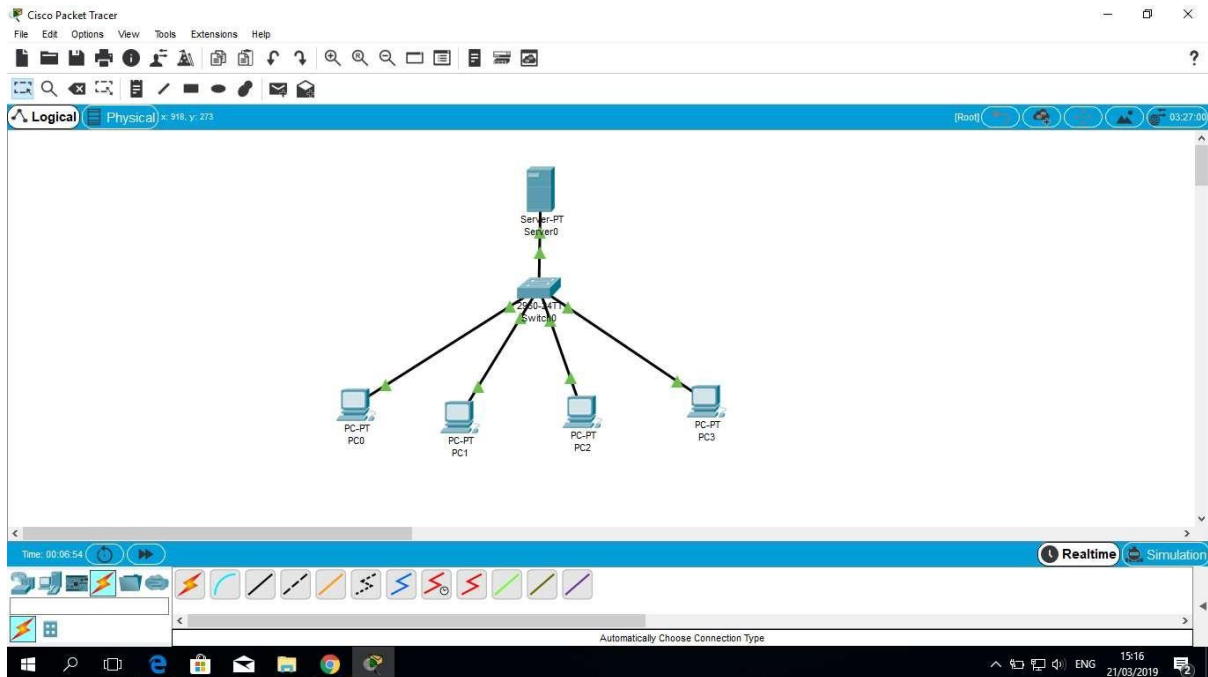 Cisco Packet Tracer
File Edit Options View Tools Extensions Help
?
Logical Physical x: 918, y: 273 [Root] 03:27:00
Server-PT
Server0
Switch0
PC-PT
PC0
PC-PT
PC1
PC-PT
PC2
PC-PT
PC3
Time: 00:06:54 Realtime Simulation
Automatically Choose Connection Type
ENG 15:16
21/03/2019 2